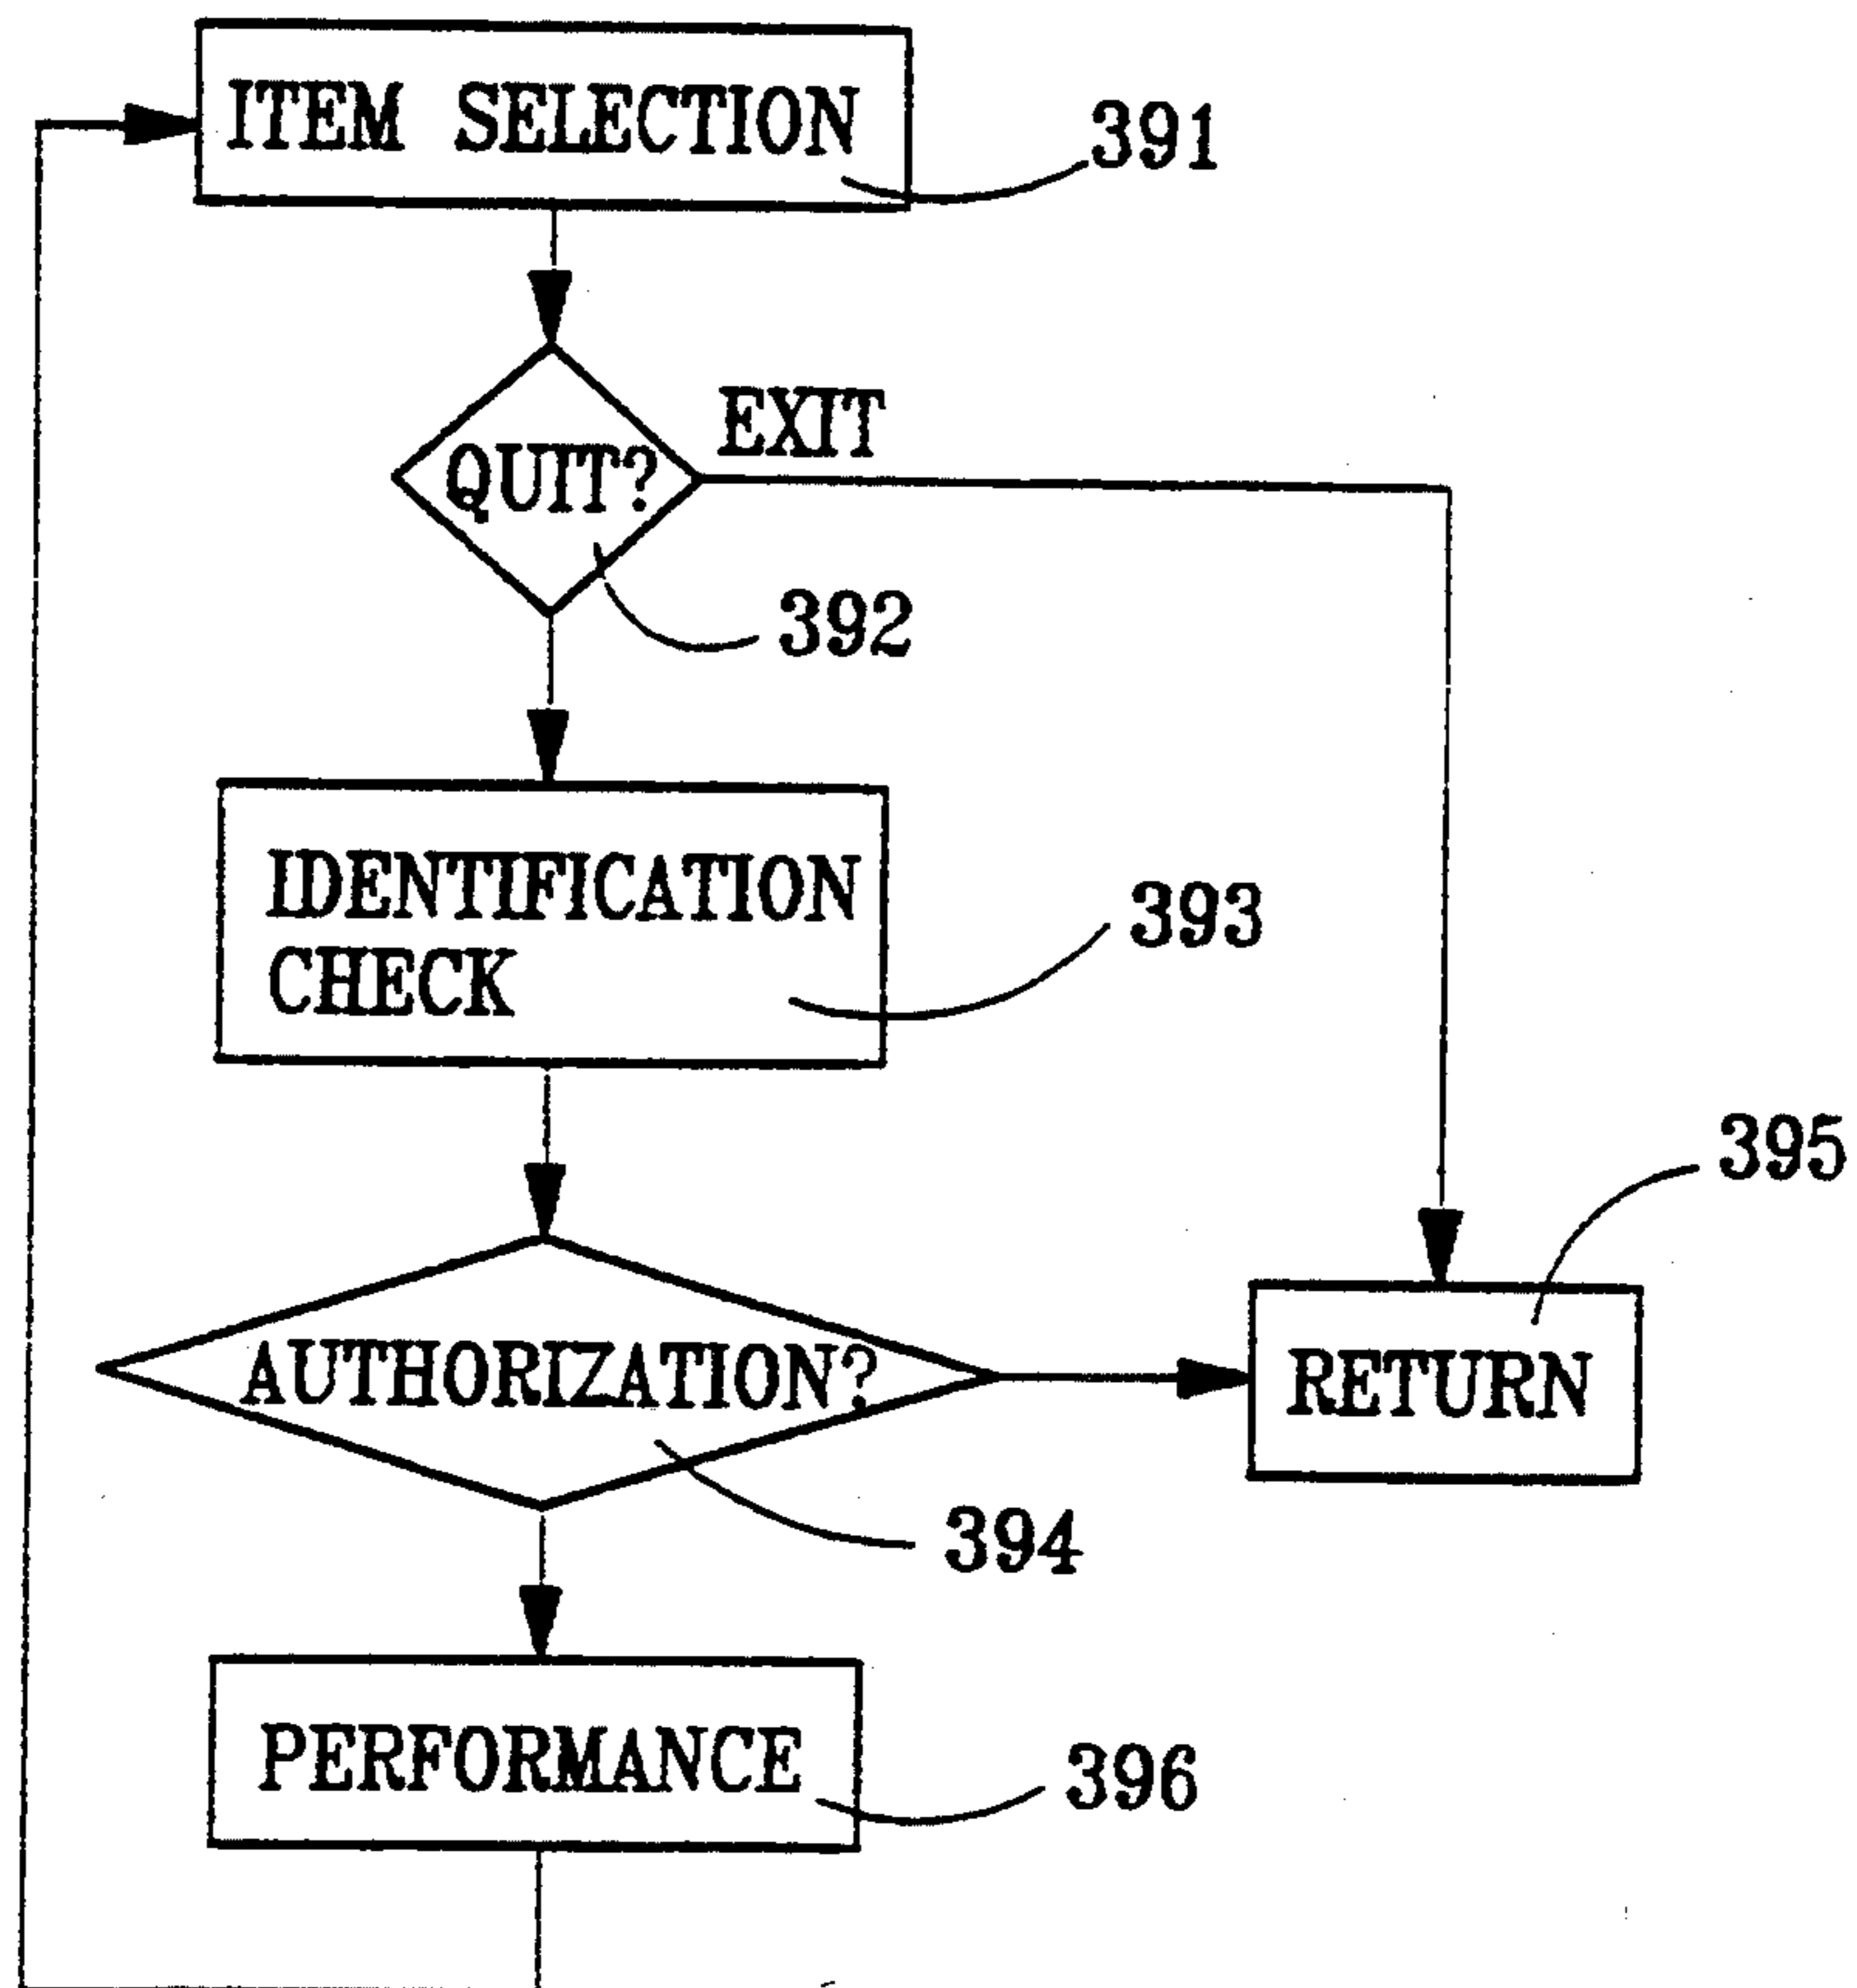 ITEM SELECTION
391
EXIT
QUIT?
392
IDENTIFICATION
CHECK
393
395
AUTHORIZATION?
RETURN
394
PERFORMANCE
396